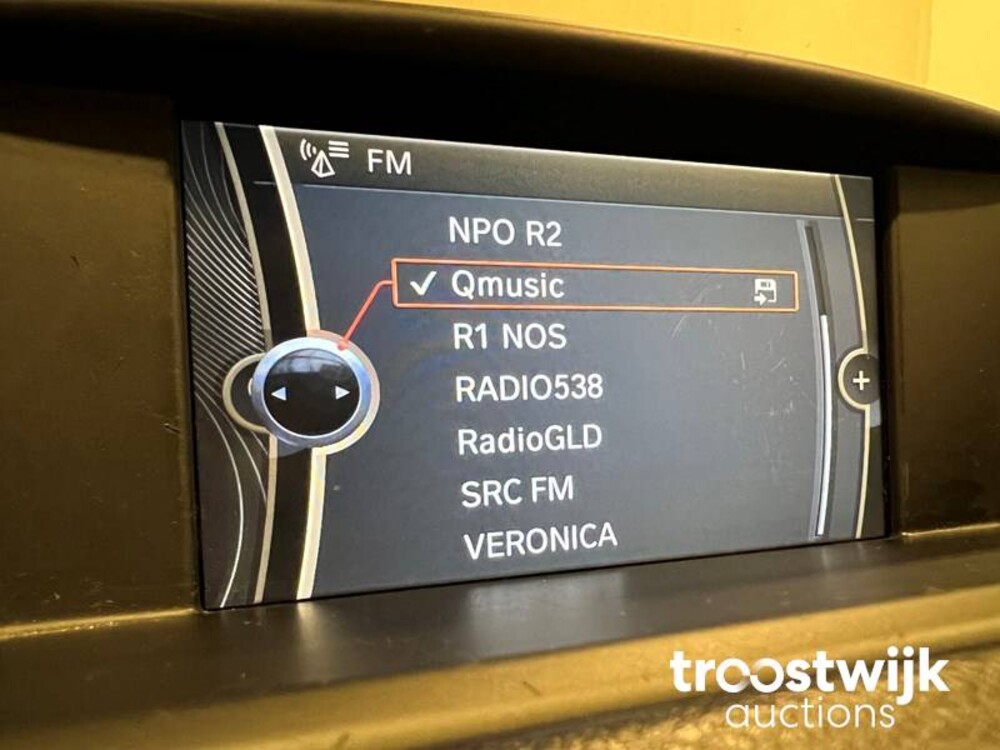 FM
NPO R2
✓ Qmusic
R1 NOS
RADIO538
RadioGLD
SRC FM
VERONICA
+
troostwijk
auctions